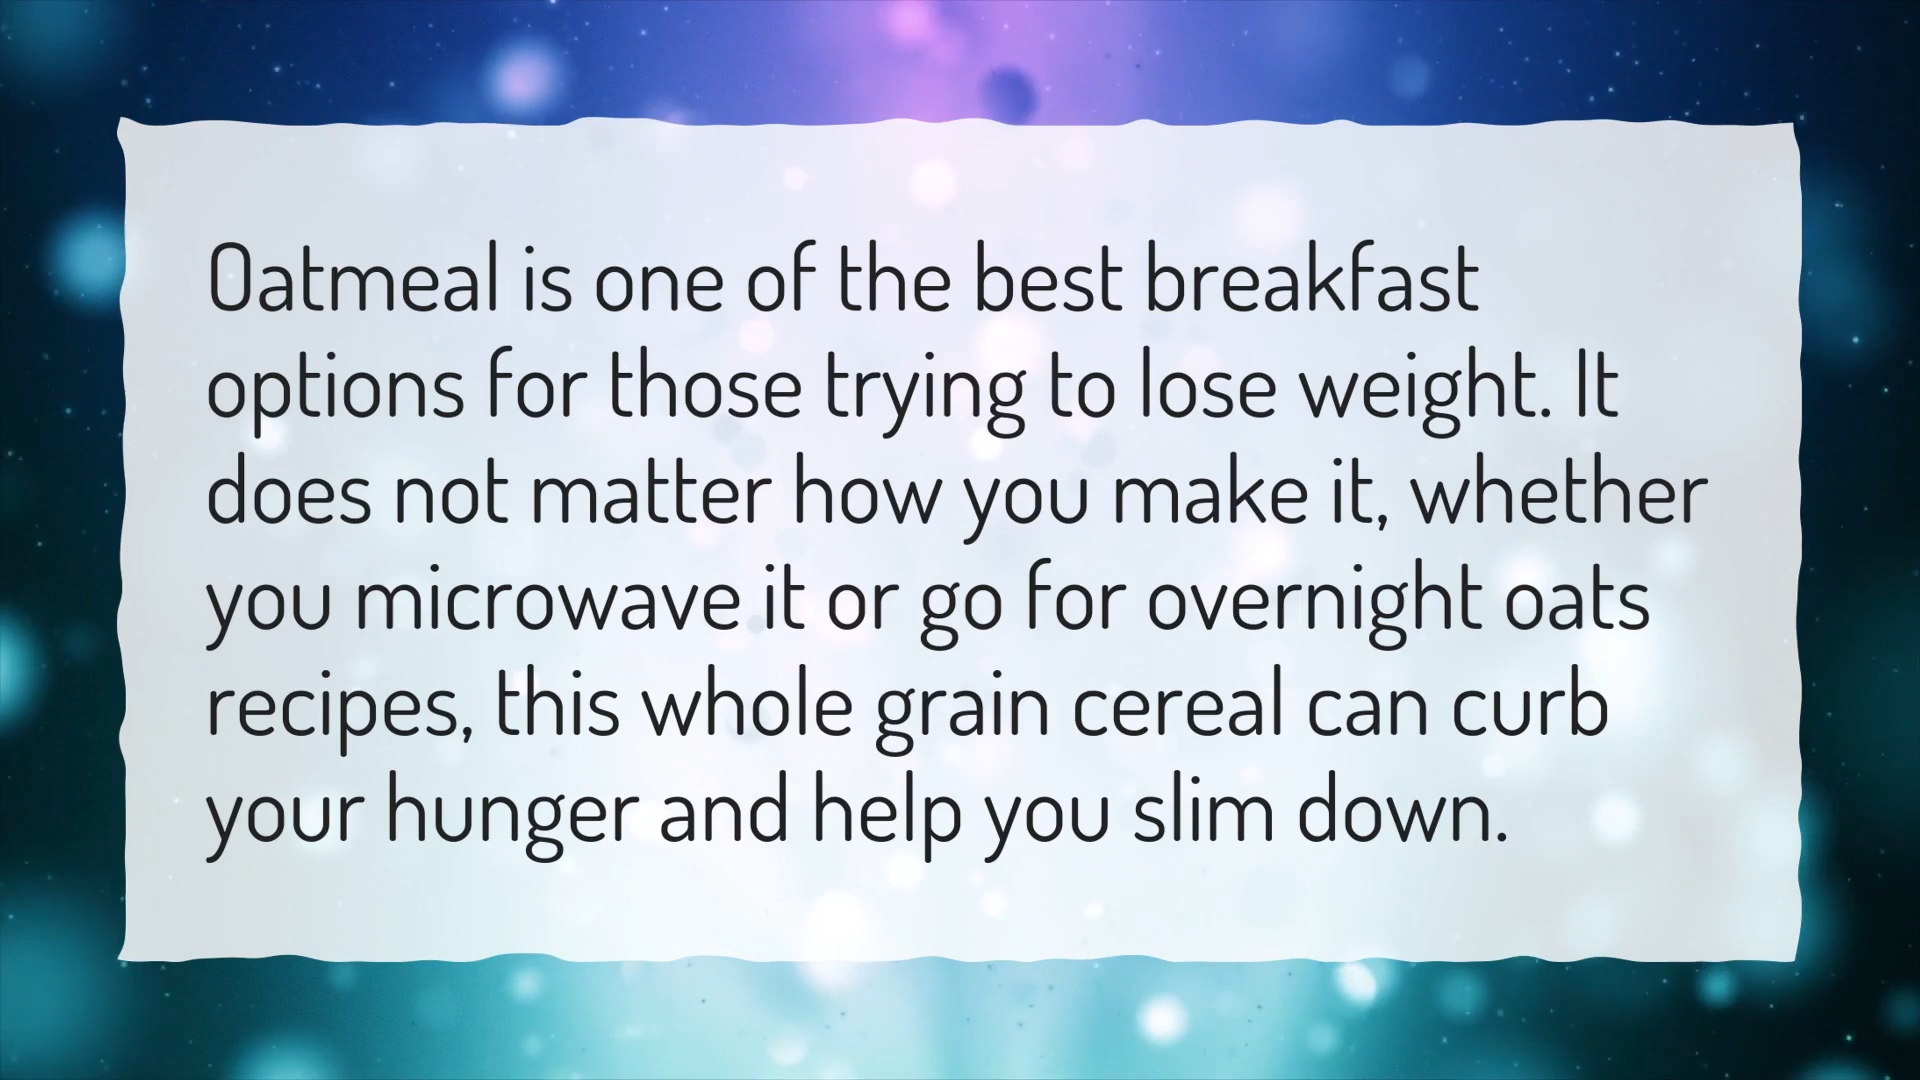 Oatmeal is one of the best breakfast
options for those trying to lose weight. It
does not matter how you make it, whether
you microwave it or go for overnight oats
recipes, this whole grain cereal can curb
your hunger and help you slim down.